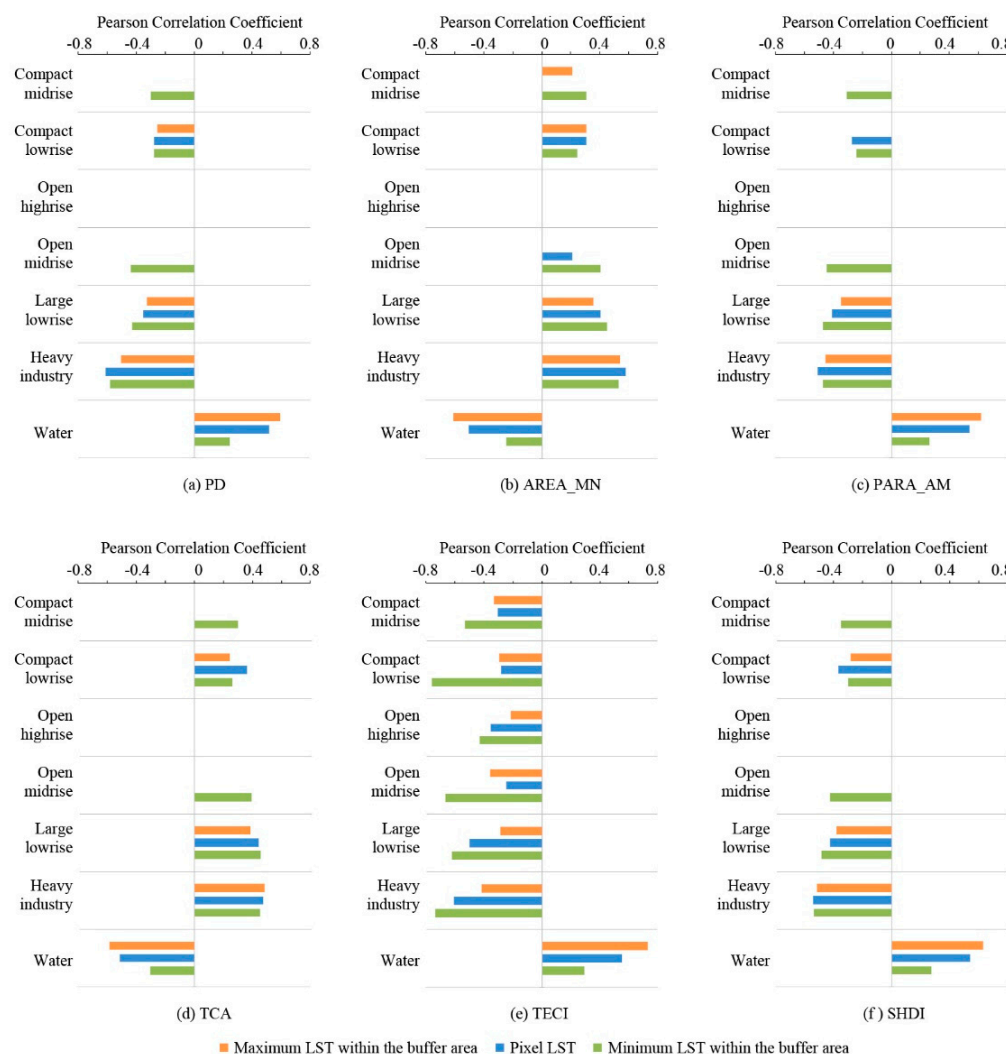 Pearson Correlation Coefficient
-0.8 -0.4 0 0.4 0.8
Compact
midrise
Compact
lowrise
Open
highrise
Open
midrise
Large
lowrise
Heavy
industry
Water
(a) PD
Pearson Correlation Coefficient
-0.8 -0.4 0 0.4 0.8
Compact
midrise
Compact
lowrise
Open
highrise
Open
midrise
Large
lowrise
Heavy
industry
Water
(b) AREA_MN
Pearson Correlation Coefficient
-0.8 -0.4 0 0.4 0.8
Compact
midrise
Compact
lowrise
Open
highrise
Open
midrise
Large
lowrise
Heavy
industry
Water
(c) PARA_AM
Pearson Correlation Coefficient
-0.8 -0.4 0 0.4 0.8
Compact
midrise
Compact
lowrise
Open
highrise
Open
midrise
Large
lowrise
Heavy
industry
Water
(d) TCA
Pearson Correlation Coefficient
-0.8 -0.4 0 0.4 0.8
Compact
midrise
Compact
lowrise
Open
highrise
Open
midrise
Large
lowrise
Heavy
industry
Water
(e) TECI
Pearson Correlation Coefficient
-0.8 -0.4 0 0.4 0.8
Compact
midrise
Compact
lowrise
Open
highrise
Open
midrise
Large
lowrise
Heavy
industry
Water
(f ) SHDI
Maximum LST within the buffer area Pixel LST Minimum LST within the buffer area